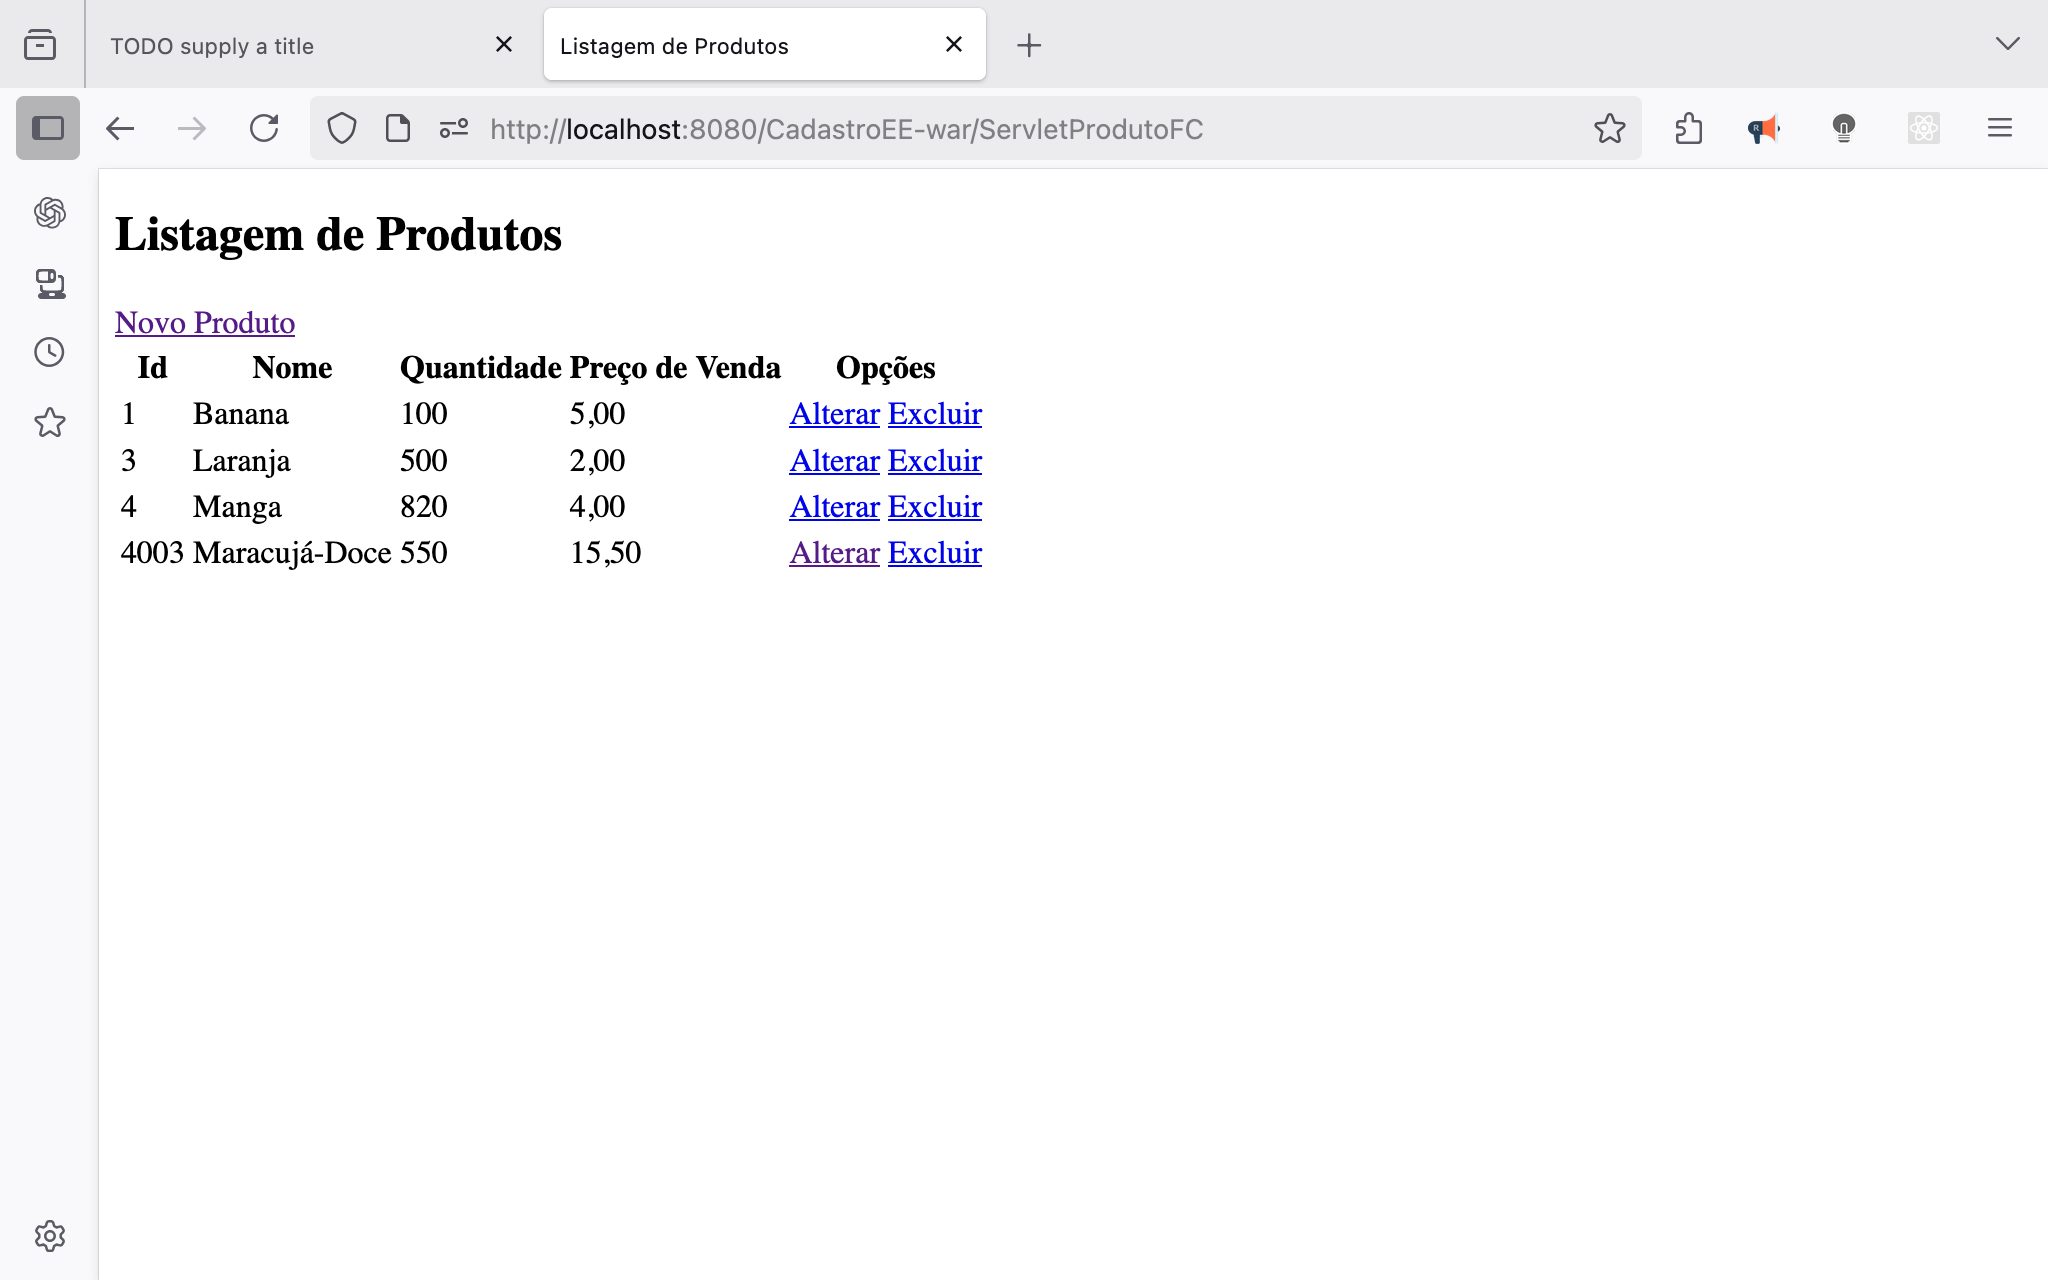 TODO supply a title
Listagem de Produtos
http://localhost:8080/CadastroEE-war/ServletProdutoFC
Listagem de Produtos
Novo Produto
Id Nome Quantidade Preço de Venda Opções
1 Banana 100 5,00 Alterar Excluir
3 Laranja 500 2,00 Alterar Excluir
4 Manga 820 4,00 Alterar Excluir
4003 Maracujá-Doce 550 15,50 Alterar Excluir